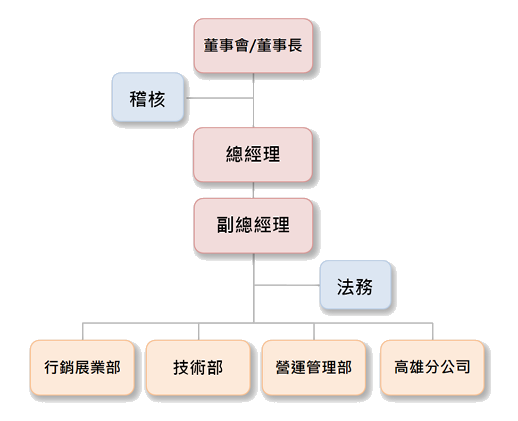 董事會/董事長
稽核
總經理
副總經理
法務
行銷展業部
技術部
營運管理部
高雄分公司